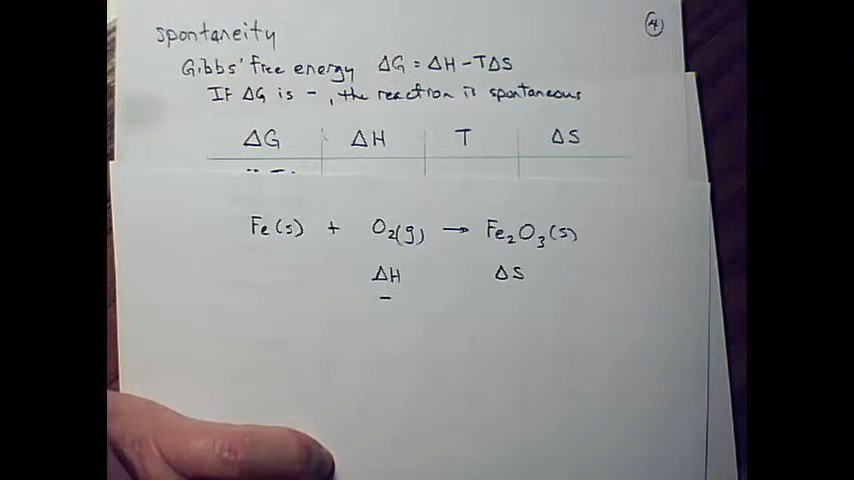 spontaneity
4
Gibbs' free energy ΔG = ΔH - TΔS
If ΔG is - , the reaction is spontaneous
ΔG ΔH T ΔS
Fe(s) + O₂(g) → Fe₂O₃(s)
ΔH ΔS
-